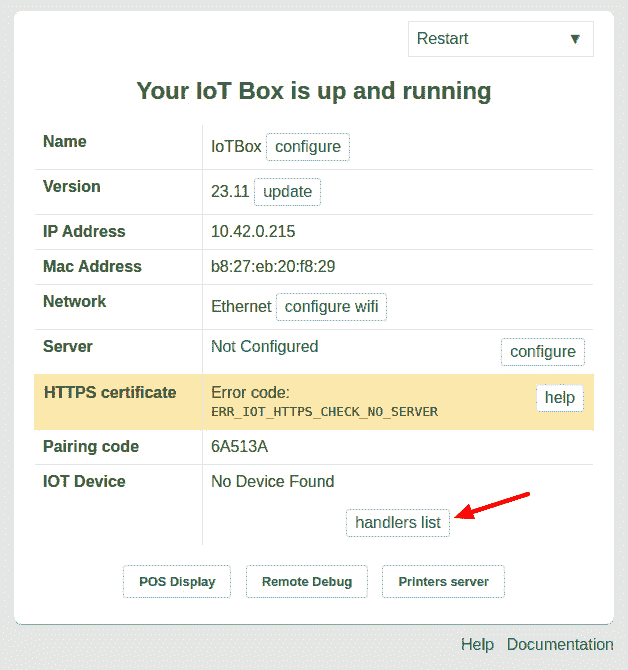 Restart ▼
Your IoT Box is up and running
Name IoTBox configure
Version 23.11 update
IP Address 10.42.0.215
Mac Address b8:27:eb:20:f8:29
Network Ethernet configure wifi
Server Not Configured configure
HTTPS certificate Error code: help
ERR_IOT_HTTPS_CHECK_NO_SERVER
Pairing code 6A513A
IOT Device No Device Found
handlers list
POS Display Remote Debug Printers server
Help Documentation